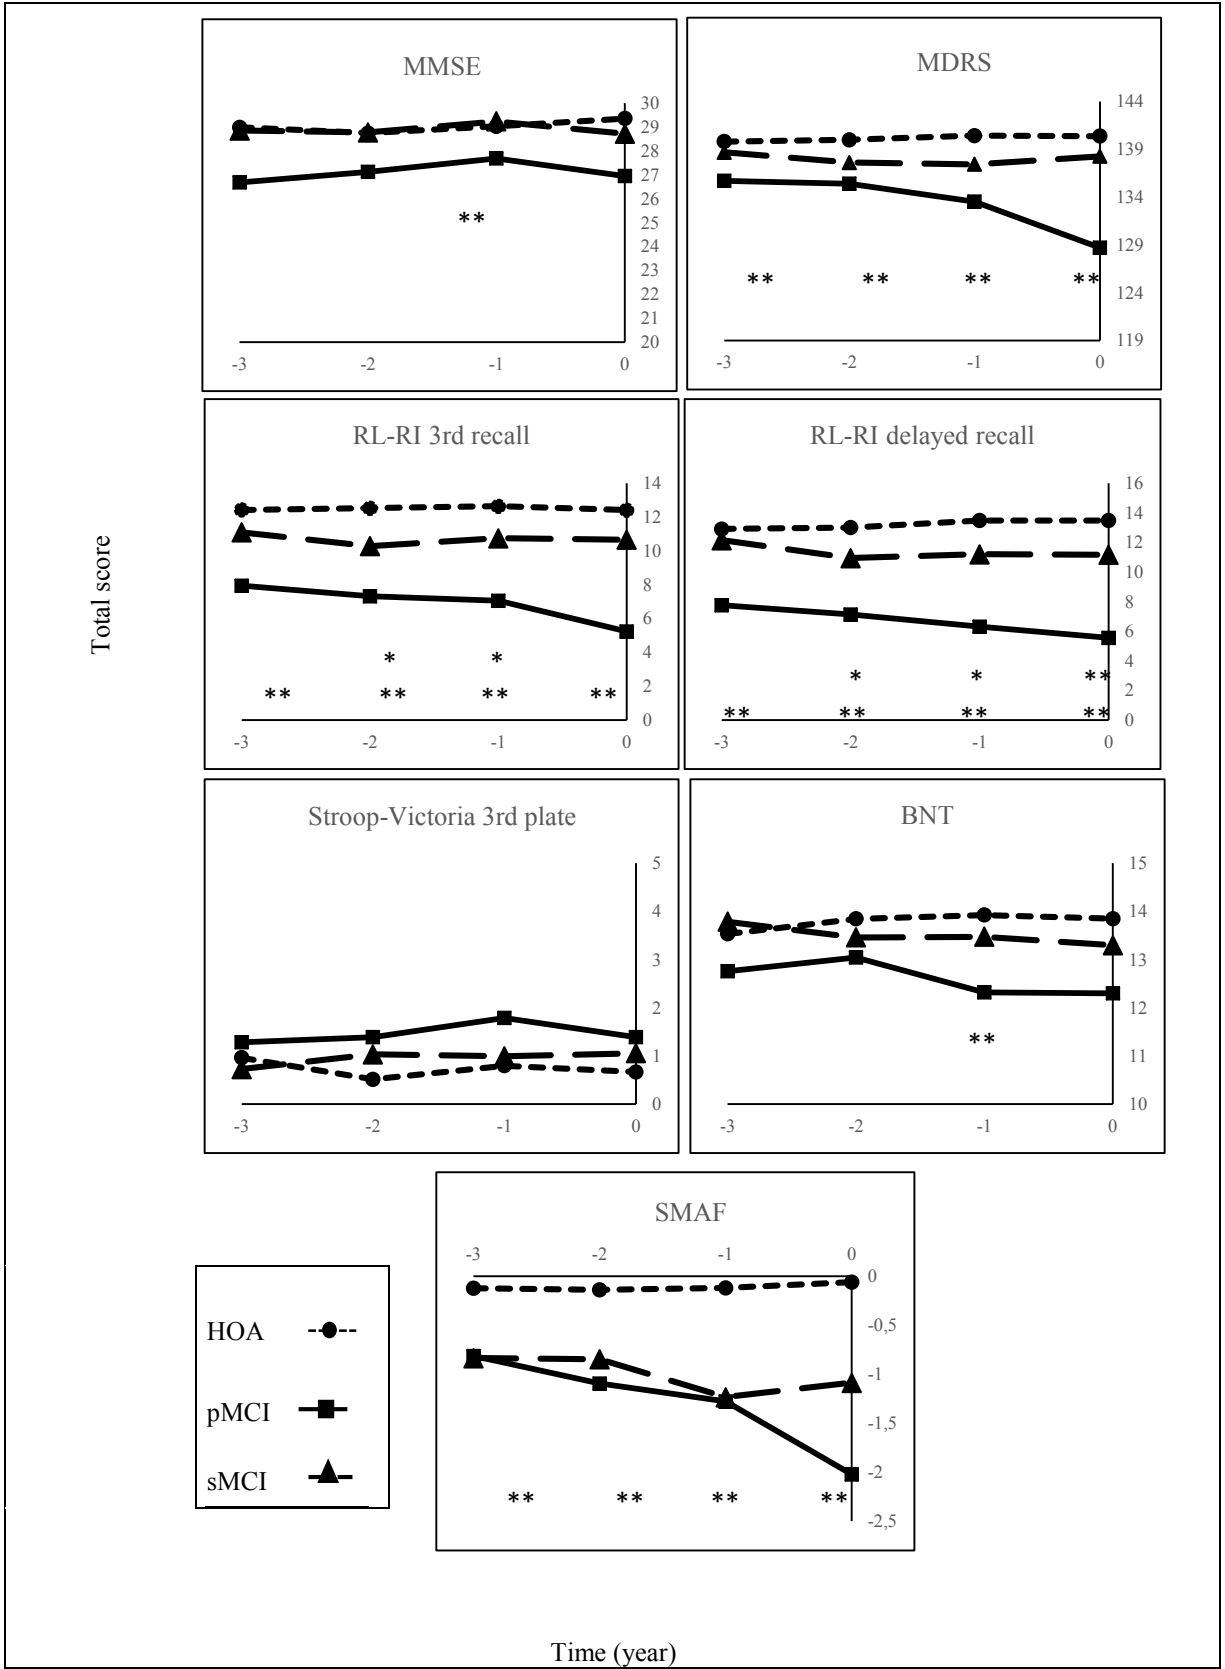 MMSE
30
29
28
27
26
25
24
23
22
21
20
**
-3 -2 -1 0
MDRS
144
139
134
129
124
119
** ** ** **
-3 -2 -1 0
Total score
RL-RI 3rd recall
14
12
10
8
6
4
2
0
* *
** ** ** **
-3 -2 -1 0
RL-RI delayed recall
16
14
12
10
8
6
4
2
0
* * **
** ** ** **
-3 -2 -1 0
Stroop-Victoria 3rd plate
5
4
3
2
1
0
-3 -2 -1 0
BNT
15
14
13
12
11
10
**
-3 -2 -1 0
SMAF
-3 -2 -1 0
0
-0,5
-1
-1,5
-2
-2,5
** ** ** **
HOA
pMCI
sMCI
Time (year)